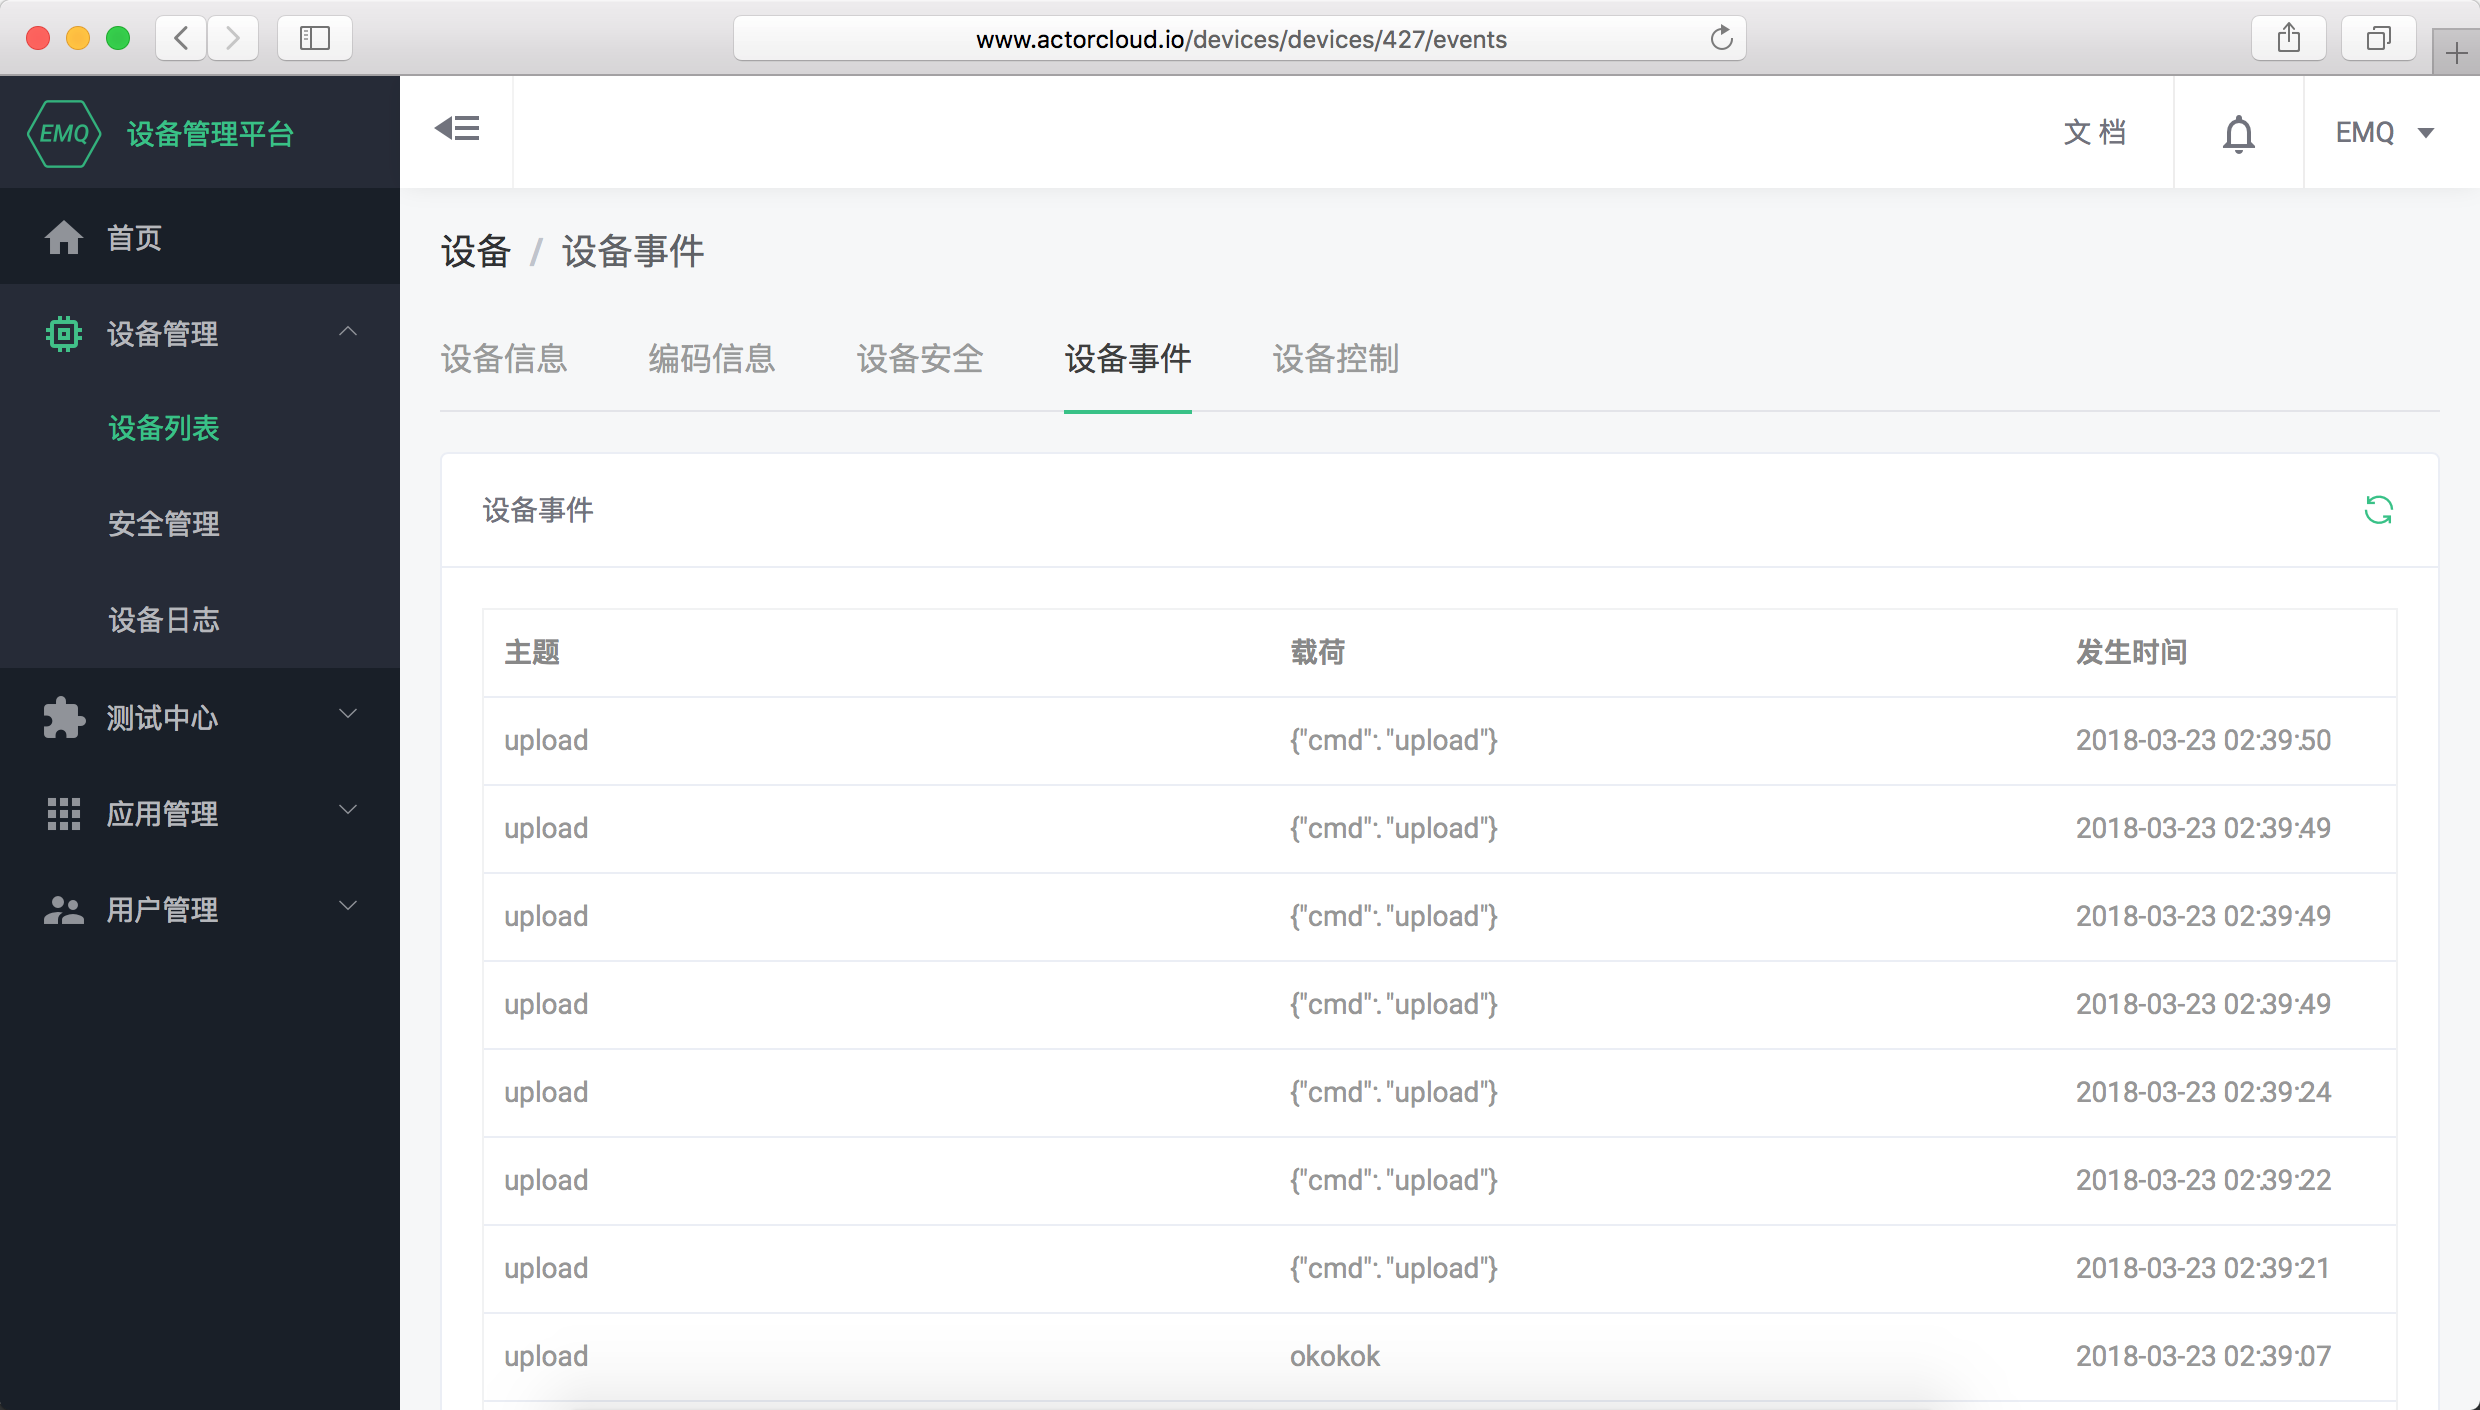 www.actorcloud.io/devices/devices/427/events
EMQ 设备管理平台
文档
EMQ
首页
设备管理
设备列表
安全管理
设备日志
测试中心
应用管理
用户管理
设备 / 设备事件
设备信息 编码信息 设备安全 设备事件 设备控制
设备事件
主题 载荷 发生时间
upload {"cmd": "upload"} 2018-03-23 02:39:50
upload {"cmd": "upload"} 2018-03-23 02:39:49
upload {"cmd": "upload"} 2018-03-23 02:39:49
upload {"cmd": "upload"} 2018-03-23 02:39:49
upload {"cmd": "upload"} 2018-03-23 02:39:24
upload {"cmd": "upload"} 2018-03-23 02:39:22
upload {"cmd": "upload"} 2018-03-23 02:39:21
upload okokok 2018-03-23 02:39:07